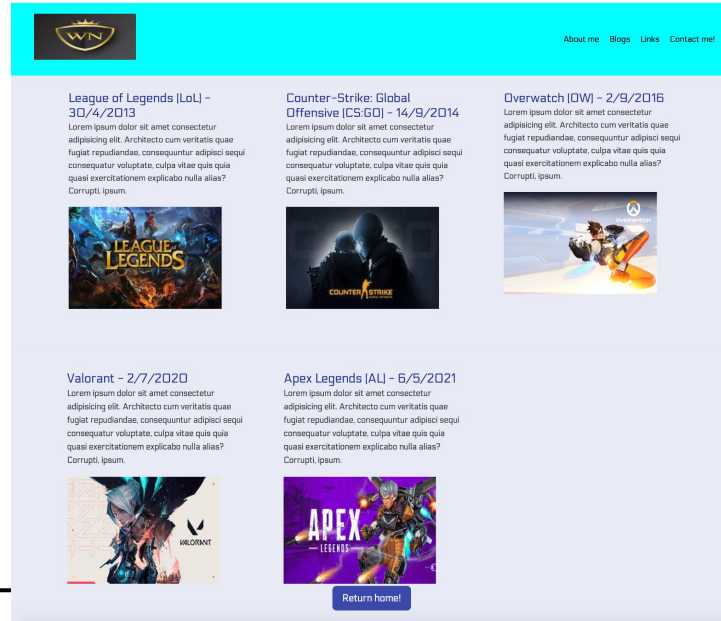 WN
About me Blogs Links Contact me!
League of Legends (LoL) -
30/4/2013
Lorem ipsum dolor sit amet consectetur
adipisicing elit. Architecto cum veritatis quae
fugiat repudiandae, consequuntur adipisci sequi
consequatur voluptate, culpa vitae quis quia
quasi exercitationem explicabo nulla alias?
Corrupti, ipsum.
LEAGUE OF
LEGENDS
Counter-Strike: Global
Offensive (CS:GO) - 14/9/2014
Lorem ipsum dolor sit amet consectetur
adipisicing elit. Architecto cum veritatis quae
fugiat repudiandae, consequuntur adipisci sequi
consequatur voluptate, culpa vitae quis quia
quasi exercitationem explicabo nulla alias?
Corrupti, ipsum.
COUNTER STRIKE
Overwatch (OW) - 2/9/2016
Lorem ipsum dolor sit amet consectetur
adipisicing elit. Architecto cum veritatis quae
fugiat repudiandae, consequuntur adipisci sequi
consequatur voluptate, culpa vitae quis quia
quasi exercitationem explicabo nulla alias?
Corrupti, ipsum.
OVERWATCH
Valorant - 2/7/2020
Lorem ipsum dolor sit amet consectetur
adipisicing elit. Architecto cum veritatis quae
fugiat repudiandae, consequuntur adipisci sequi
consequatur voluptate, culpa vitae quis quia
quasi exercitationem explicabo nulla alias?
Corrupti, ipsum.
VALORANT
Apex Legends (AL) - 6/5/2021
Lorem ipsum dolor sit amet consectetur
adipisicing elit. Architecto cum veritatis quae
fugiat repudiandae, consequuntur adipisci sequi
consequatur voluptate, culpa vitae quis quia
quasi exercitationem explicabo nulla alias?
Corrupti, ipsum.
APEX
LEGENDS
Return home!